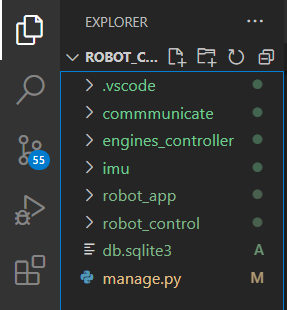 EXPLORER
ROBOT_C...
.vscode
commmunicate
engines_controller
imu
robot_app
robot_control
db.sqlite3 A
manage.py M
55